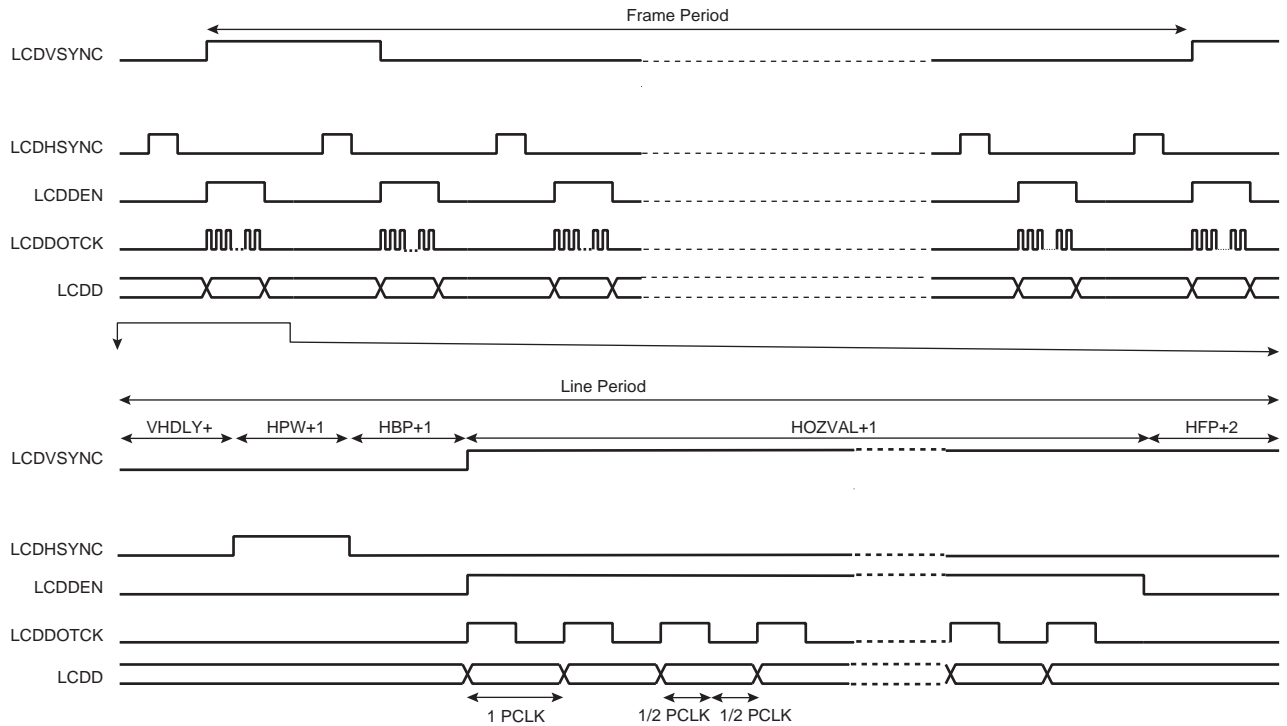 Frame Period
LCDVSYNC
LCDHSYNC
LCDDEN
LCDDOTCK
LCDD
Line Period
VHDLY+ HPW+1 HBP+1 HOZVAL+1 HFP+2
LCDVSYNC
LCDHSYNC
LCDDEN
LCDDOTCK
LCDD
1 PCLK 1/2 PCLK 1/2 PCLK